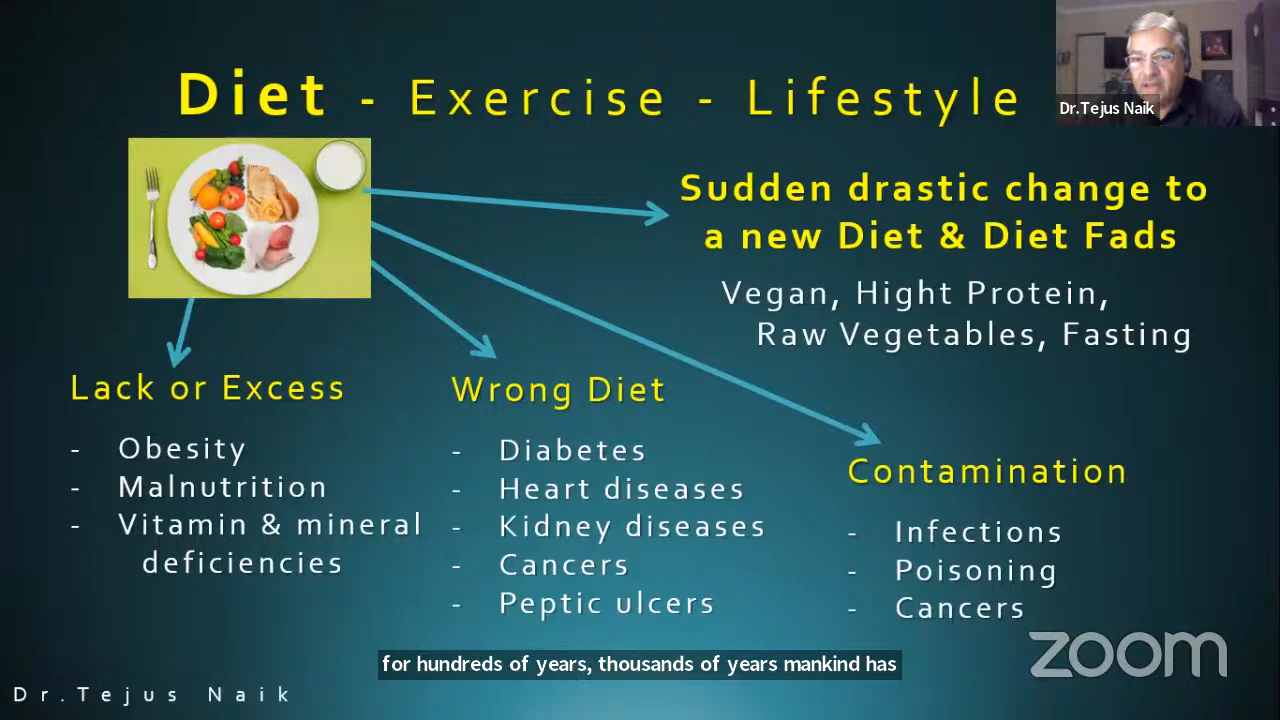 Diet - Exercise - Lifestyle
Dr.Tejus Naik
Sudden drastic change to
a new Diet & Diet Fads
Vegan, Hight Protein,
Raw Vegetables, Fasting
Lack or Excess
- Obesity
- Malnutrition
- Vitamin & mineral
deficiencies
Wrong Diet
- Diabetes
- Heart diseases
- Kidney diseases
- Cancers
- Peptic ulcers
Contamination
- Infections
- Poisoning
- Cancers
for hundreds of years, thousands of years mankind has
zoom
Dr.Tejus Naik